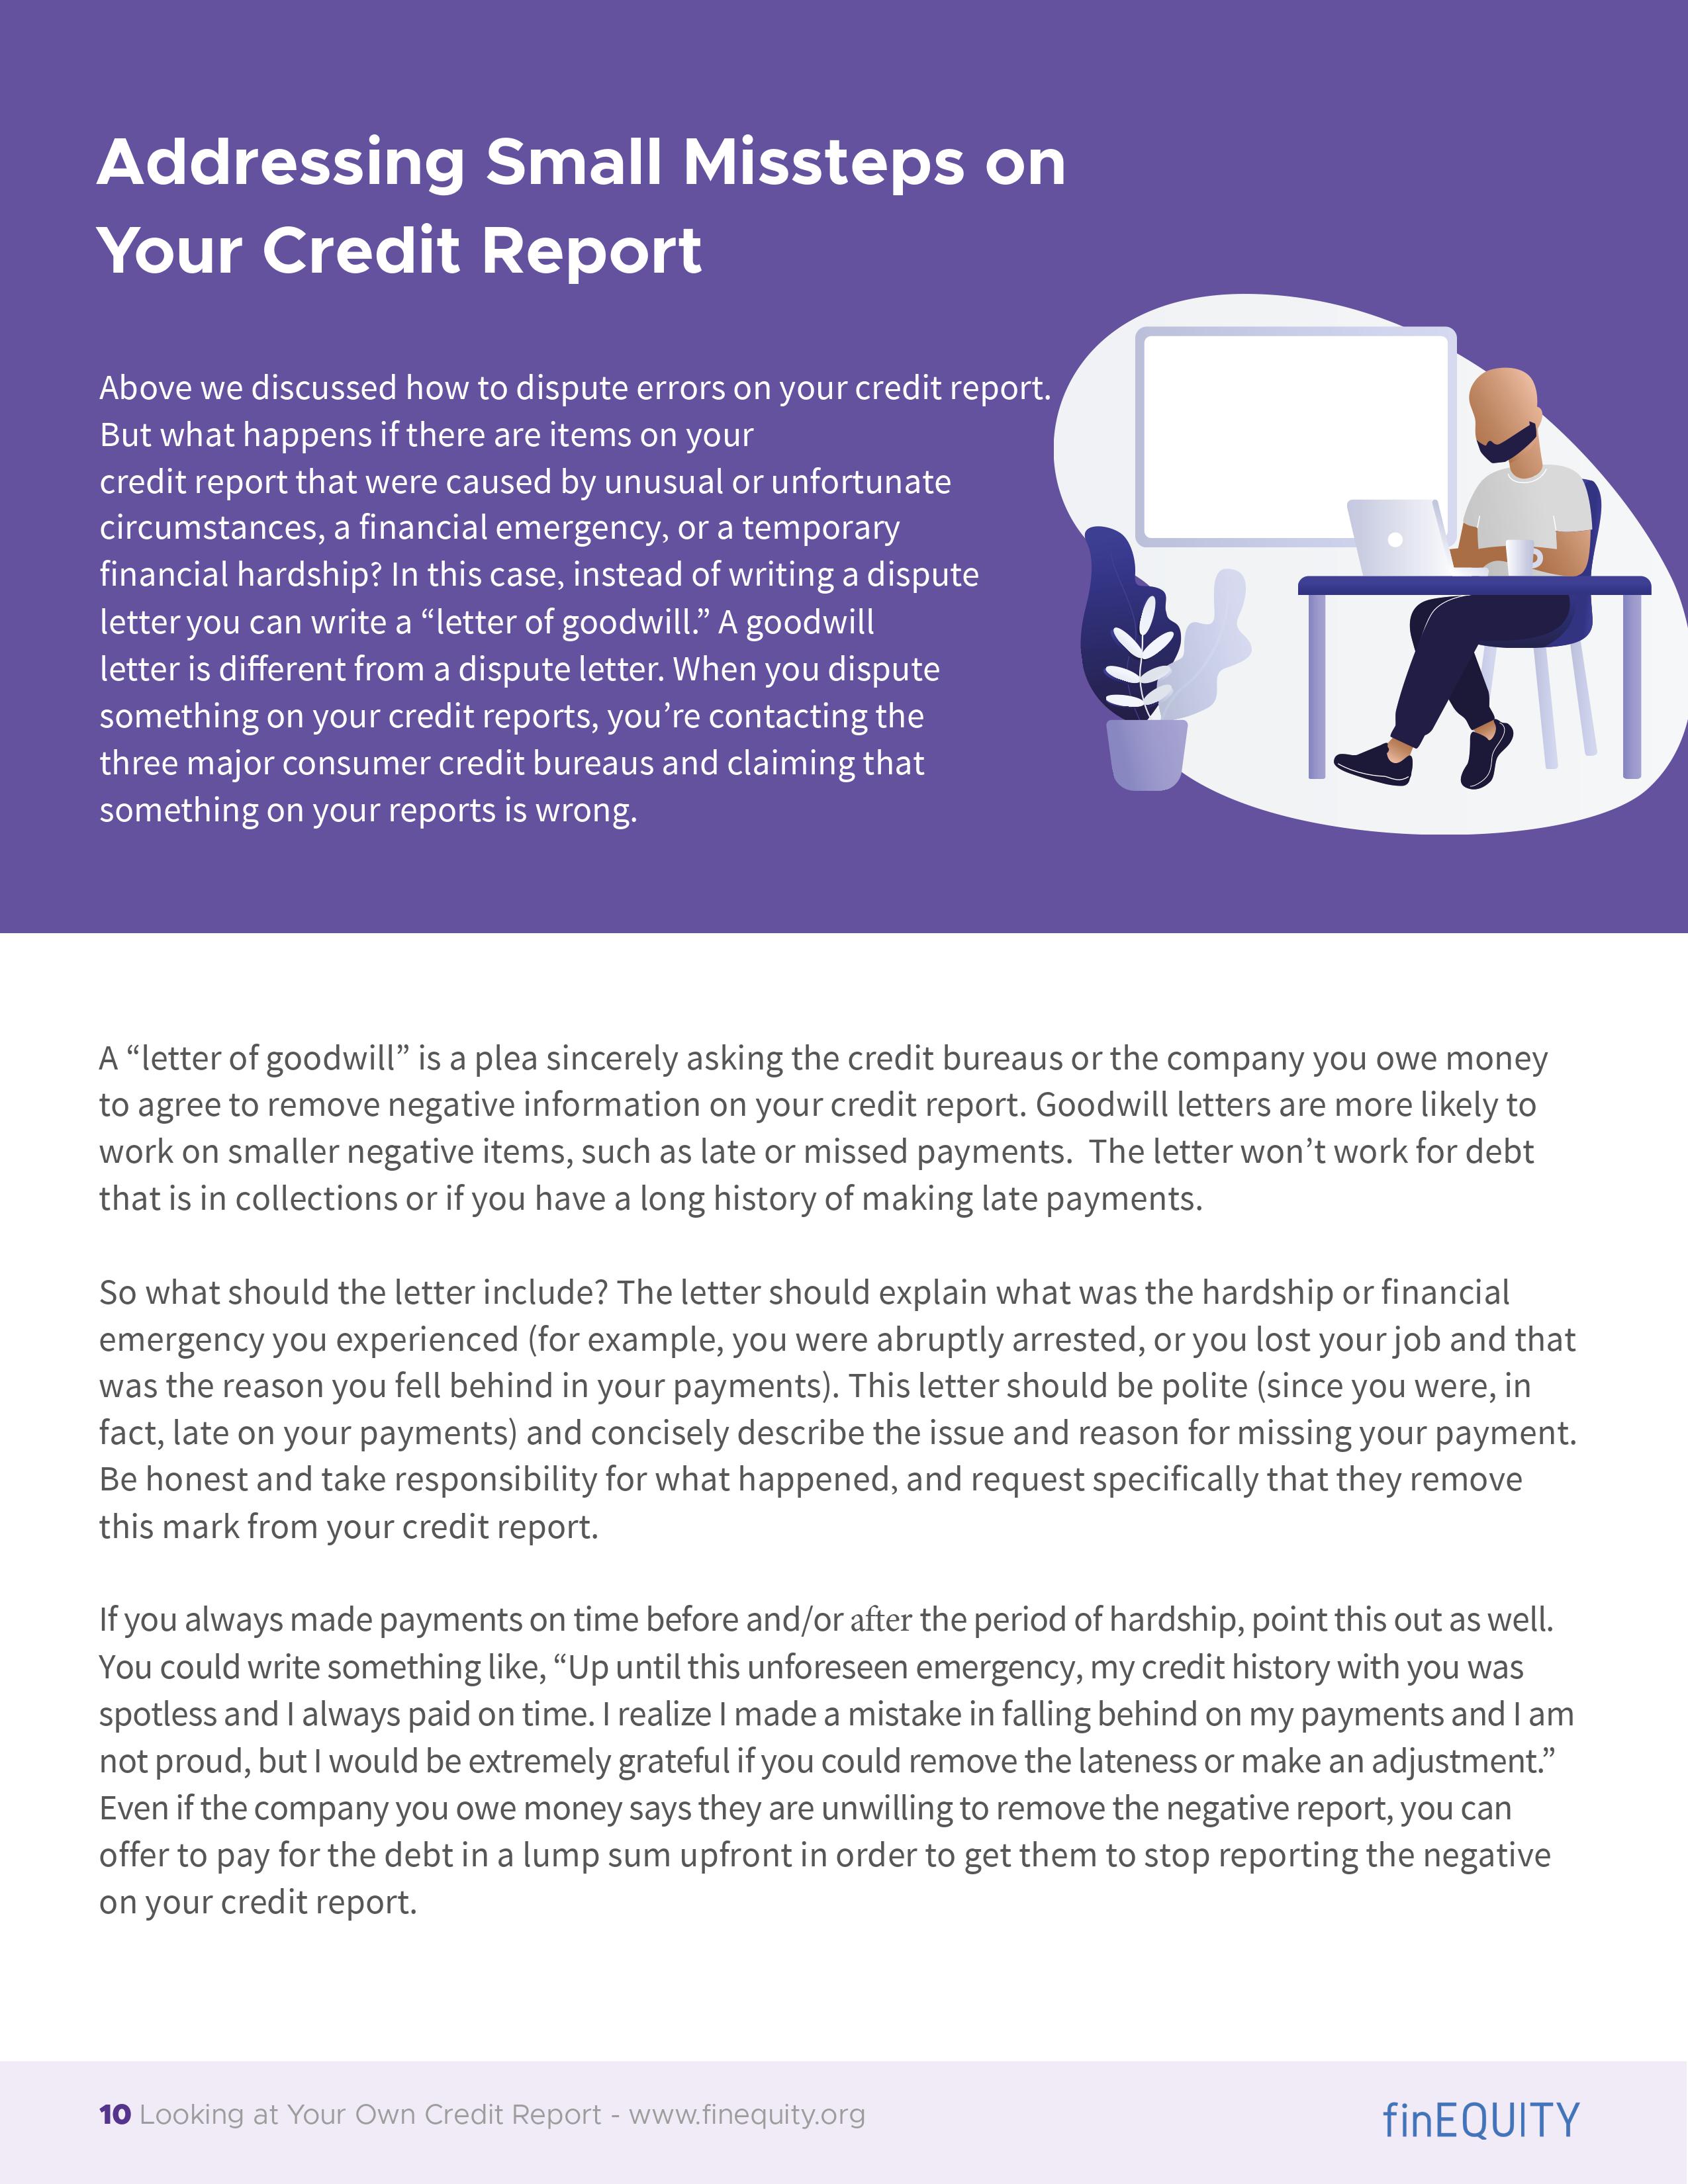 Addressing Small Missteps on
Your Credit Report
Above we discussed how to dispute errors on your credit report.
But what happens if there are items on your
credit report that were caused by unusual or unfortunate
circumstances, a financial emergency, or a temporary
financial hardship? In this case, instead of writing a dispute
letter you can write a “letter of goodwill.” A goodwill
letter is different from a dispute letter. When you dispute
something on your credit reports, you’re contacting the
three major consumer credit bureaus and claiming that
something on your reports is wrong.
A “letter of goodwill” is a plea sincerely asking the credit bureaus or the company you owe money
to agree to remove negative information on your credit report. Goodwill letters are more likely to
work on smaller negative items, such as late or missed payments.  The letter won’t work for debt
that is in collections or if you have a long history of making late payments.
So what should the letter include? The letter should explain what was the hardship or financial
emergency you experienced (for example, you were abruptly arrested, or you lost your job and that
was the reason you fell behind in your payments). This letter should be polite (since you were, in
fact, late on your payments) and concisely describe the issue and reason for missing your payment.
Be honest and take responsibility for what happened, and request specifically that they remove
this mark from your credit report.
If you always made payments on time before and/or after the period of hardship, point this out as well.
You could write something like, “Up until this unforeseen emergency, my credit history with you was
spotless and I always paid on time. I realize I made a mistake in falling behind on my payments and I am
not proud, but I would be extremely grateful if you could remove the lateness or make an adjustment.”
Even if the company you owe money says they are unwilling to remove the negative report, you can
offer to pay for the debt in a lump sum upfront in order to get them to stop reporting the negative
on your credit report.
10 Looking at Your Own Credit Report - www.finequity.org
finEQUITY